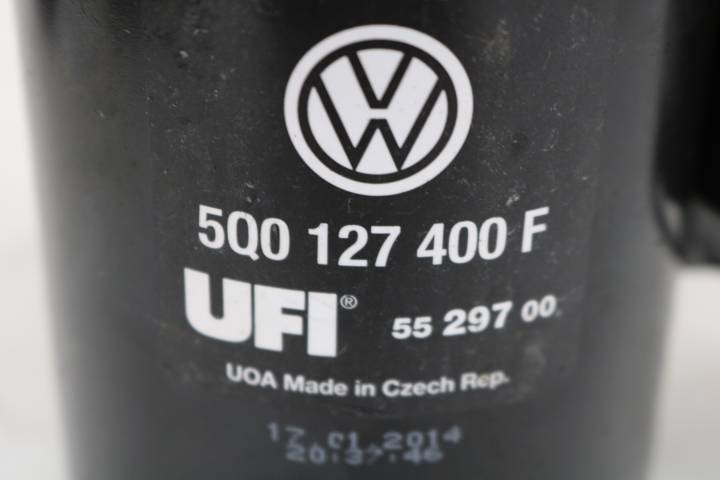 5Q0 127 400 F
UFI® 55 297 00
UOA Made in Czech Rep.
17.01.2014
20:37:46